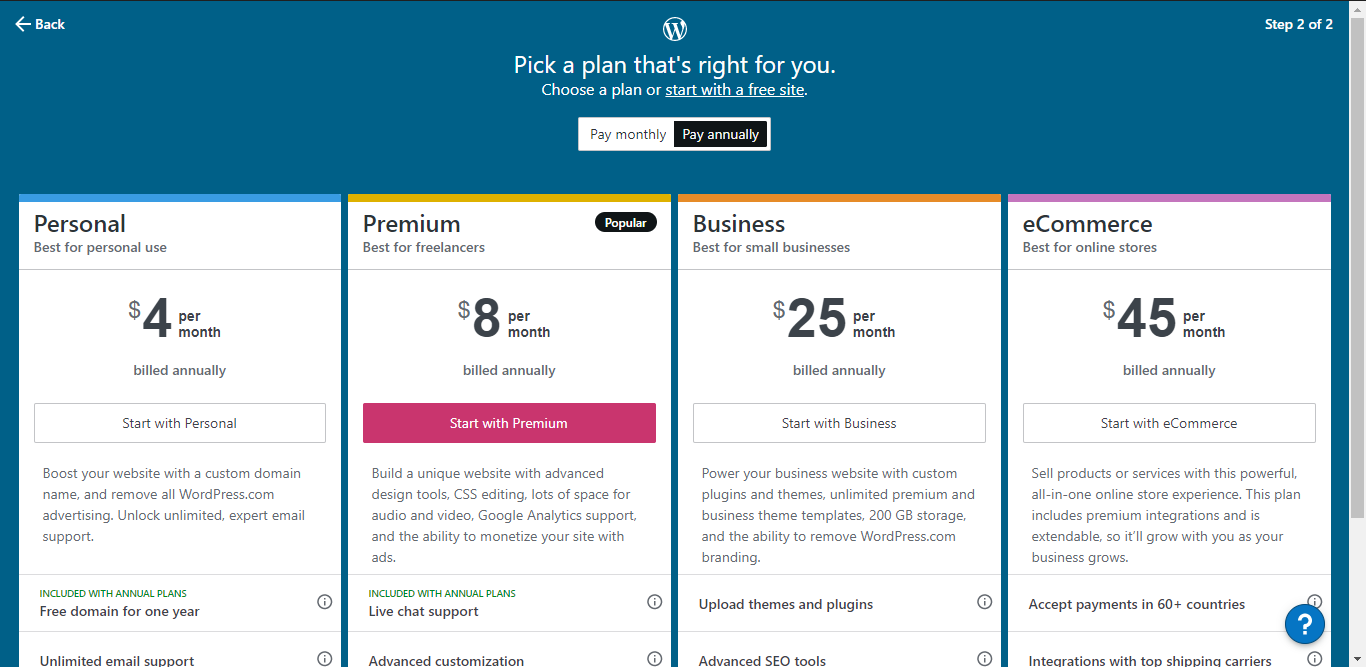 Back
Step 2 of 2
Pick a plan that's right for you.
Choose a plan or start with a free site.
Pay monthly
Pay annually
Personal
Best for personal use
$4 per
month
billed annually
Start with Personal
Boost your website with a custom domain
name, and remove all WordPress.com
advertising. Unlock unlimited, expert email
support.
INCLUDED WITH ANNUAL PLANS
Free domain for one year
Unlimited email support
Premium
Popular
Best for freelancers
$8 per
month
billed annually
Start with Premium
Build a unique website with advanced
design tools, CSS editing, lots of space for
audio and video, Google Analytics support,
and the ability to monetize your site with
ads.
INCLUDED WITH ANNUAL PLANS
Live chat support
Advanced customization
Business
Best for small businesses
$25 per
month
billed annually
Start with Business
Power your business website with custom
plugins and themes, unlimited premium and
business theme templates, 200 GB storage,
and the ability to remove WordPress.com
branding.
Upload themes and plugins
Advanced SEO tools
eCommerce
Best for online stores
$45 per
month
billed annually
Start with eCommerce
Sell products or services with this powerful,
all-in-one online store experience. This plan
includes premium integrations and is
extendable, so it'll grow with you as your
business grows.
Accept payments in 60+ countries
Integrations with top shipping carriers
?